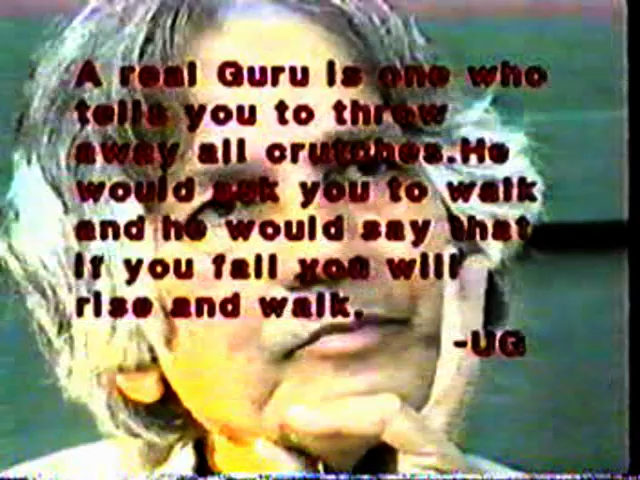 A real Guru is one who
tells you to throw
away all crutches.He
would ask you to walk
and he would say that
if you fall you will
rise and walk.
-UG